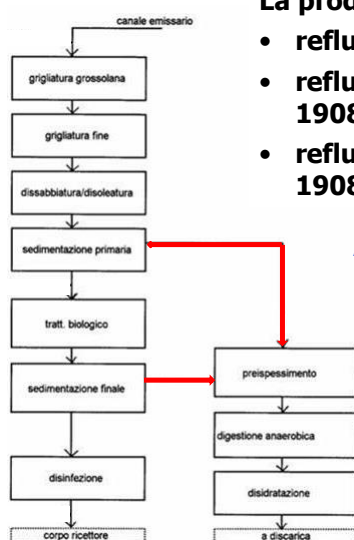 La prod
• reflu
• reflu
1908
• reflu
1908
canale emissario
grigliatura grossolana
grigliatura fine
dissabbiatura/disoleatura
sedimentazione primaria
tratt. biologico
sedimentazione finale
disinfezione
corpo ricettore
preispessimento
digestione anaerobica
disidratazione
a discarica